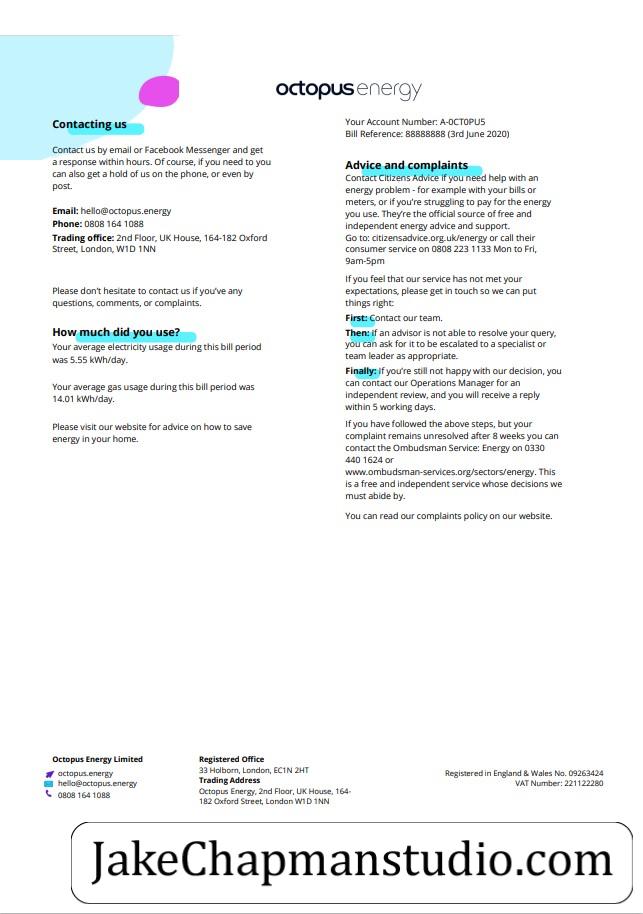 octopus energy
Contacting us
Contact us by email or Facebook Messenger and get
a response within hours. Of course, if you need to you
can also get a hold of us on the phone, or even by
post.
Email: hello@octopus.energy
Phone: 0808 164 1088
Trading office: 2nd Floor, UK House, 164-182 Oxford
Street, London, W1D 1NN
Please don't hesitate to contact us if you've any
questions, comments, or complaints.
How much did you use?
Your average electricity usage during this bill period
was 5.55 kWh/day.
Your average gas usage during this bill period was
14.01 kWh/day.
Please visit our website for advice on how to save
energy in your home.
Your Account Number: A-0CT0PU5
Bill Reference: 88888888 (3rd June 2020)
Advice and complaints
Contact Citizens Advice if you need help with an
energy problem - for example with your bills or
meters, or if you're struggling to pay for the energy
you use. They're the official source of free and
independent energy advice and support.
Go to: citizensadvice.org.uk/energy or call their
consumer service on 0808 223 1133 Mon to Fri,
9am-5pm
If you feel that our service has not met your
expectations, please get in touch so we can put
things right:
First: Contact our team.
Then: If an advisor is not able to resolve your query,
you can ask for it to be escalated to a specialist or
team leader as appropriate.
Finally: If you're still not happy with our decision, you
can contact our Operations Manager for an
independent review, and you will receive a reply
within 5 working days.
If you have followed the above steps, but your
complaint remains unresolved after 8 weeks you can
contact the Ombudsman Service: Energy on 0330
440 1624 or
www.ombudsman-services.org/sectors/energy. This
is a free and independent service whose decisions we
must abide by.
You can read our complaints policy on our website.
Octopus Energy Limited
octopus.energy
hello@octopus.energy
0808 164 1088
Registered Office
33 Holborn, London, EC1N 2HT
Trading Address
Octopus Energy, 2nd Floor, UK House, 164-
182 Oxford Street, London W1D 1NN
Registered in England & Wales No. 09263424
VAT Number: 221122280
JakeChapmanstudio.com